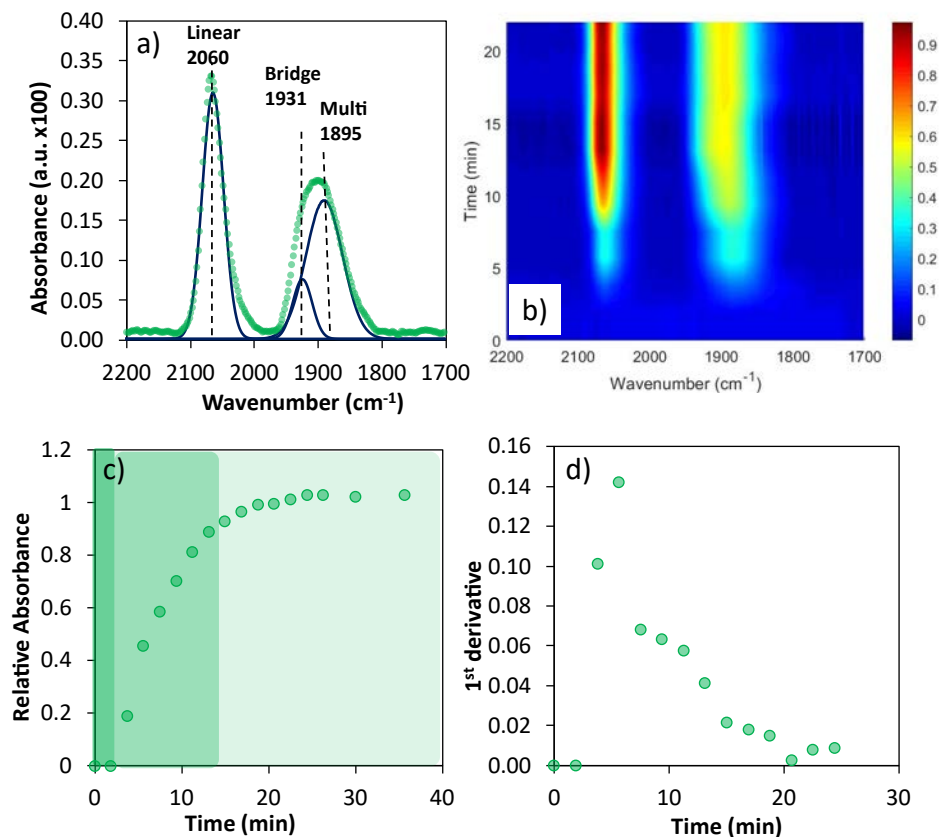 a)
Linear
2060
Bridge
1931
Multi
1895
0.40
0.35
0.30
0.25
0.20
0.15
0.10
0.05
0.00
Absorbance (a.u. x100)
2200 2100 2000 1900 1800 1700
Wavenumber (cm⁻¹)
b)
20
15
10
5
0
Time (min)
2200 2100 2000 1900 1800 1700
Wavenumber (cm⁻¹)
0.9
0.8
0.7
0.6
0.5
0.4
0.3
0.2
0.1
0
c)
1.2
1
0.8
0.6
0.4
0.2
0
Relative Absorbance
0 10 20 30 40
Time (min)
d)
0.16
0.14
0.12
0.10
0.08
0.06
0.04
0.02
0.00
1st derivative
0 10 20 30
Time (min)